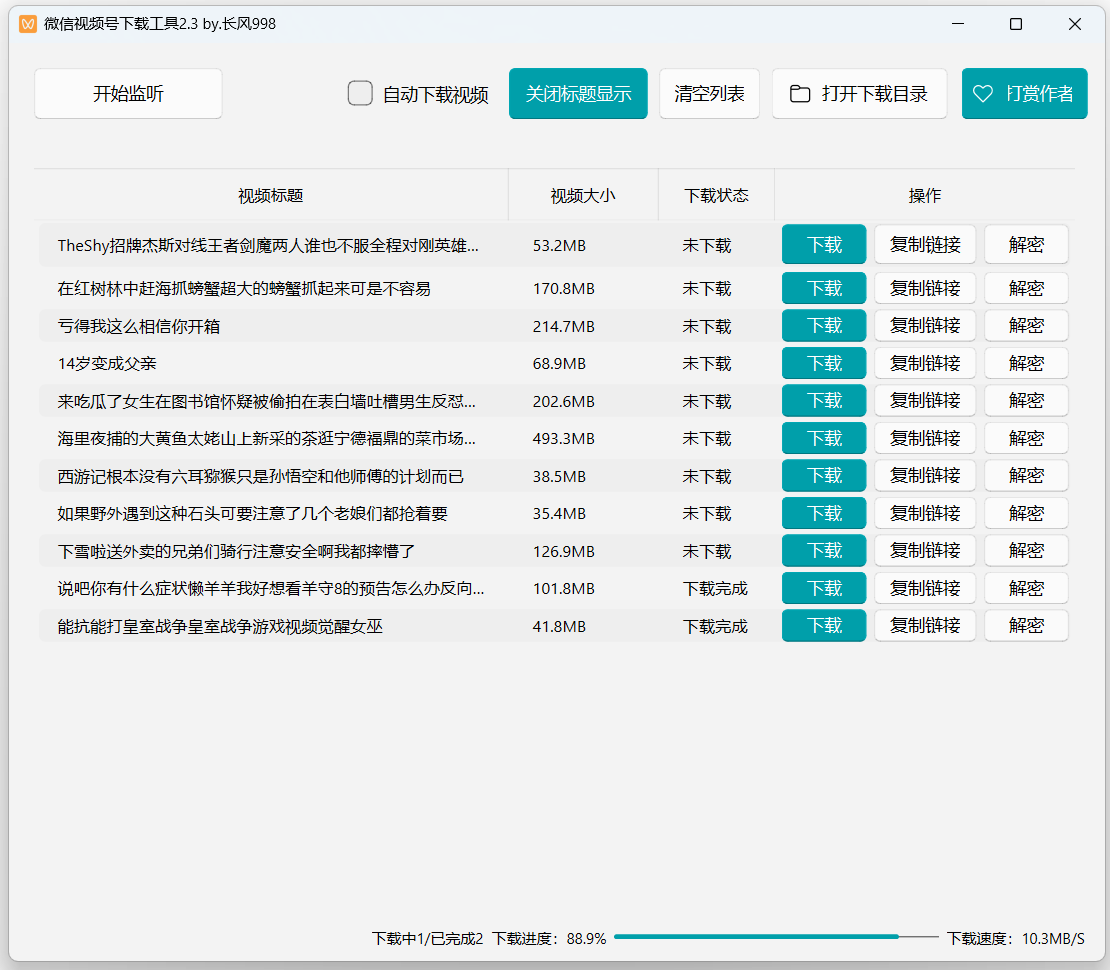 微信视频号下载工具2.3 by.长风998
开始监听 自动下载视频 关闭标题显示 清空列表 打开下载目录 打赏作者
视频标题 视频大小 下载状态 操作
TheShy招牌杰斯对线王者剑魔两人谁也不服全程对刚英雄... 53.2MB 未下载 下载 复制链接 解密
在红树林中赶海抓螃蟹超大的螃蟹抓起来可是不容易 170.8MB 未下载 下载 复制链接 解密
亏得我这么相信你开箱 214.7MB 未下载 下载 复制链接 解密
14岁变成父亲 68.9MB 未下载 下载 复制链接 解密
来吃瓜了女生在图书馆怀疑被偷拍在表白墙吐槽男生反怼... 202.6MB 未下载 下载 复制链接 解密
海里夜捕的大黄鱼太姥山上新采的茶逛宁德福鼎的菜市场... 493.3MB 未下载 下载 复制链接 解密
西游记根本没有六耳猕猴只是孙悟空和他师傅的计划而已 38.5MB 未下载 下载 复制链接 解密
如果野外遇到这种石头可要注意了几个老娘们都抢着要 35.4MB 未下载 下载 复制链接 解密
下雪啦送外卖的兄弟们骑行注意安全啊我都摔懵了 126.9MB 未下载 下载 复制链接 解密
说吧你有什么症状懒羊羊我好想看羊守8的预告怎么办反向... 101.8MB 下载完成 下载 复制链接 解密
能抗能打皇室战争皇室战争游戏视频觉醒女巫 41.8MB 下载完成 下载 复制链接 解密
下载中1/已完成2 下载进度：88.9% 下载速度：10.3MB/S